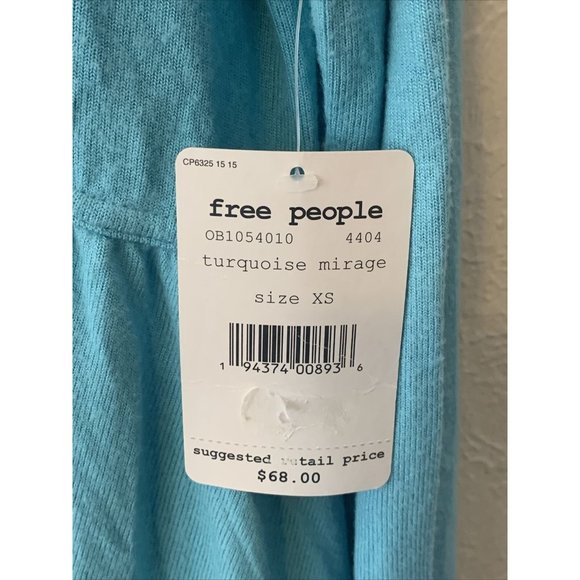 CP6325 15 15
free people
OB1054010 4404
turquoise mirage
size XS
1 94374 00893 6
suggested retail price
$68.00